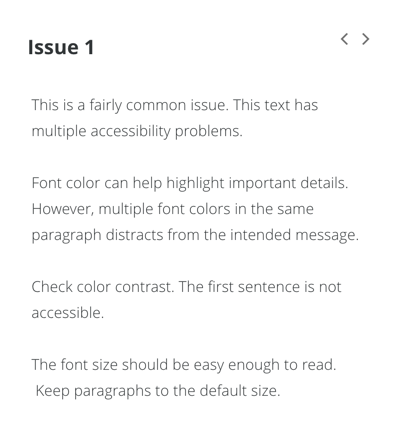 Issue 1
This is a fairly common issue. This text has
multiple accessibility problems.
Font color can help highlight important details.
However, multiple font colors in the same
paragraph distracts from the intended message.
Check color contrast. The first sentence is not
accessible.
The font size should be easy enough to read.
Keep paragraphs to the default size.